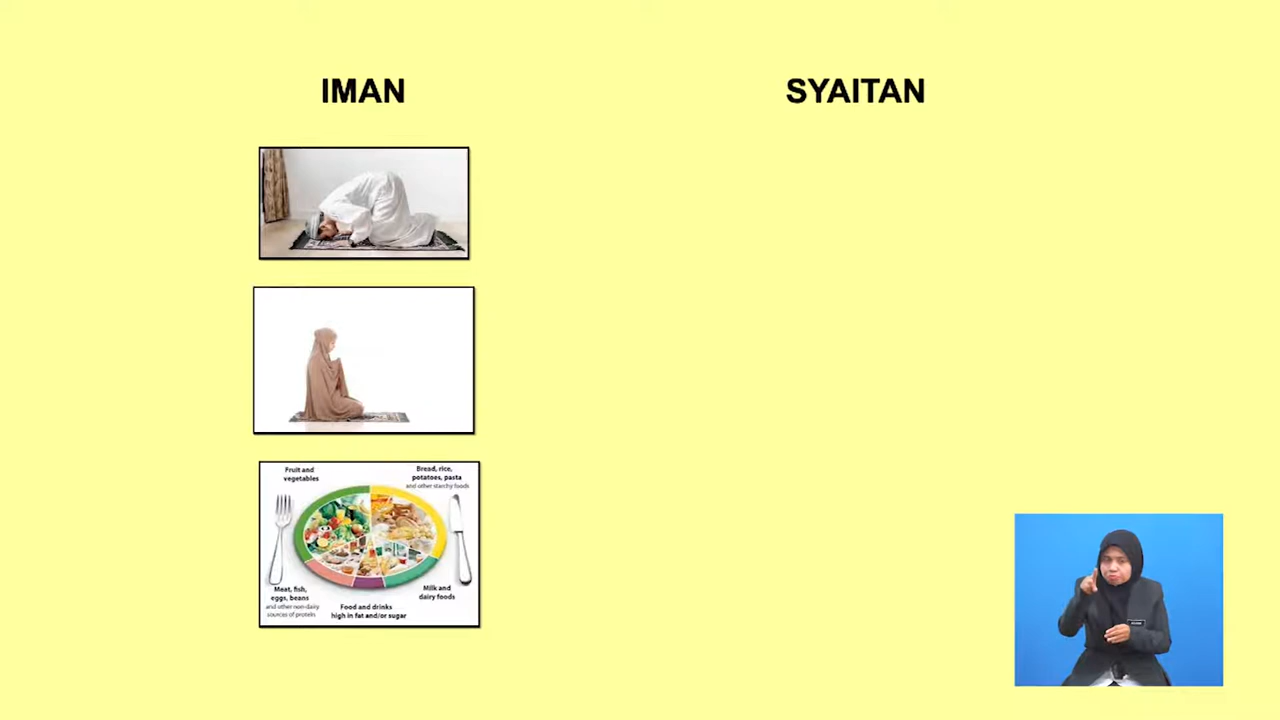 IMAN
SYAITAN
Fruit and
vegetables
Bread, rice,
potatoes, pasta
and other starchy foods
Meat, fish,
eggs, beans
and other non-dairy
sources of protein
Food and drinks
high in fat and/or sugar
Milk and
dairy foods